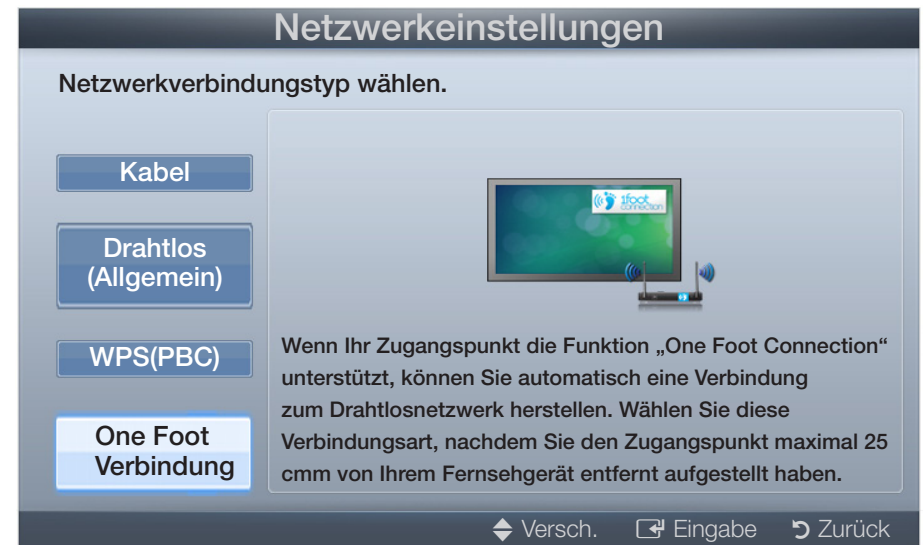 Netzwerkeinstellungen
Netzwerkverbindungstyp wählen.
Kabel
Drahtlos
(Allgemein)
WPS(PBC)
One Foot
Verbindung
1foot
connection
Wenn Ihr Zugangspunkt die Funktion „One Foot Connection“
unterstützt, können Sie automatisch eine Verbindung
zum Drahtlosnetzwerk herstellen. Wählen Sie diese
Verbindungsart, nachdem Sie den Zugangspunkt maximal 25
cmm von Ihrem Fernsehgerät entfernt aufgestellt haben.
Versch. Eingabe Zurück